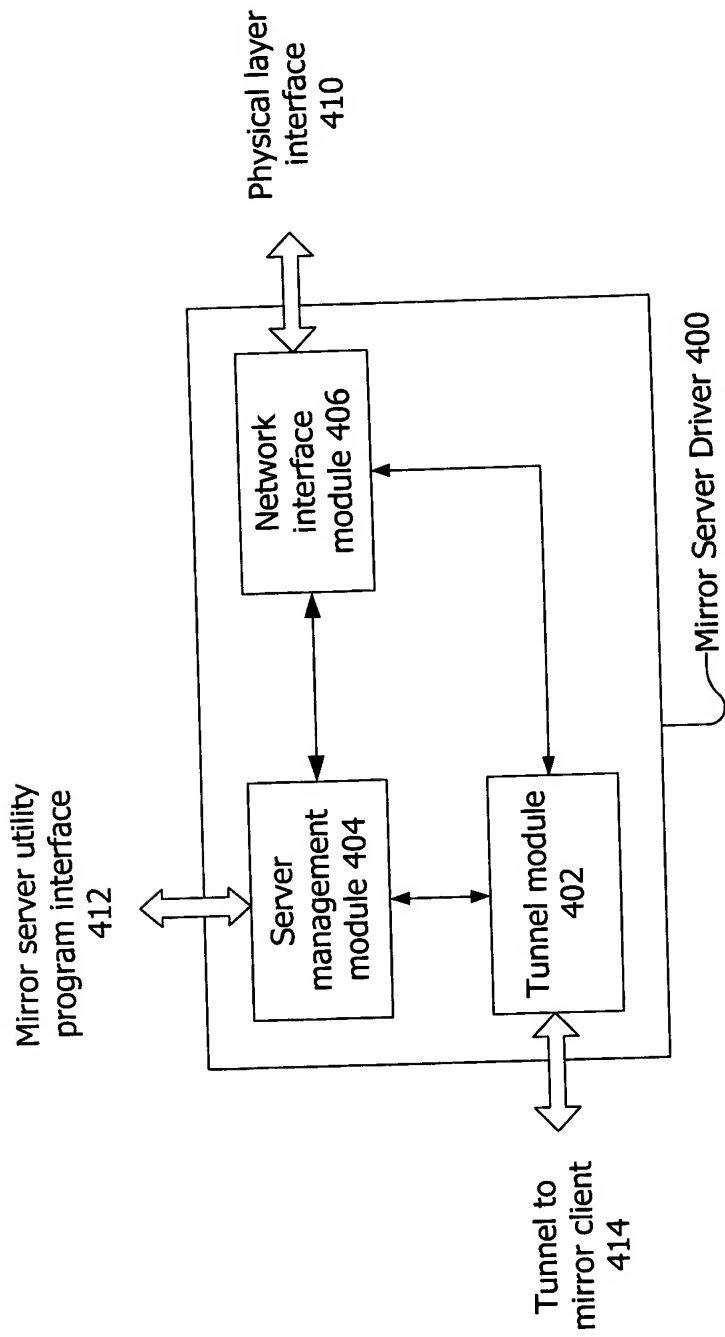 Mirror server utility
program interface
412
Physical layer
interface
410
Server
management
module 404
Network
interface
module 406
Tunnel module
402
Tunnel to
mirror client
414
Mirror Server Driver 400